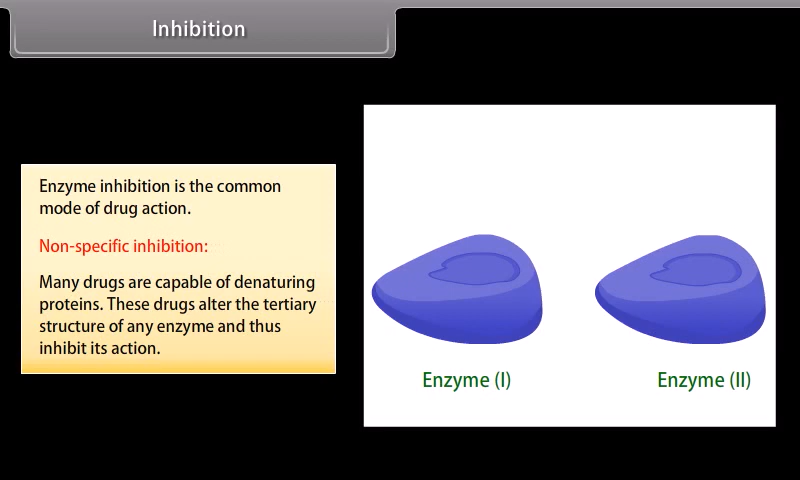 Inhibition
Enzyme inhibition is the common
mode of drug action.
Non-specific inhibition:
Many drugs are capable of denaturing
proteins. These drugs alter the tertiary
structure of any enzyme and thus
inhibit its action.
Enzyme (I)
Enzyme (II)